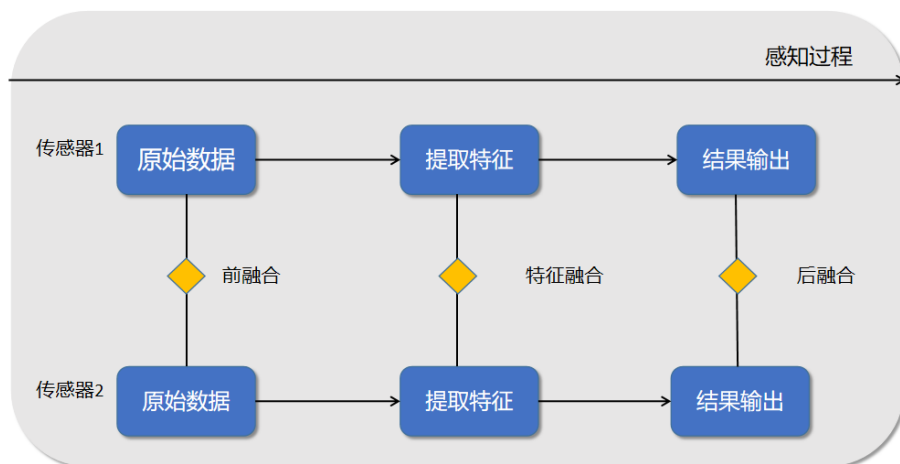 感知过程
传感器1
原始数据
提取特征
结果输出
前融合
特征融合
后融合
传感器2
原始数据
提取特征
结果输出